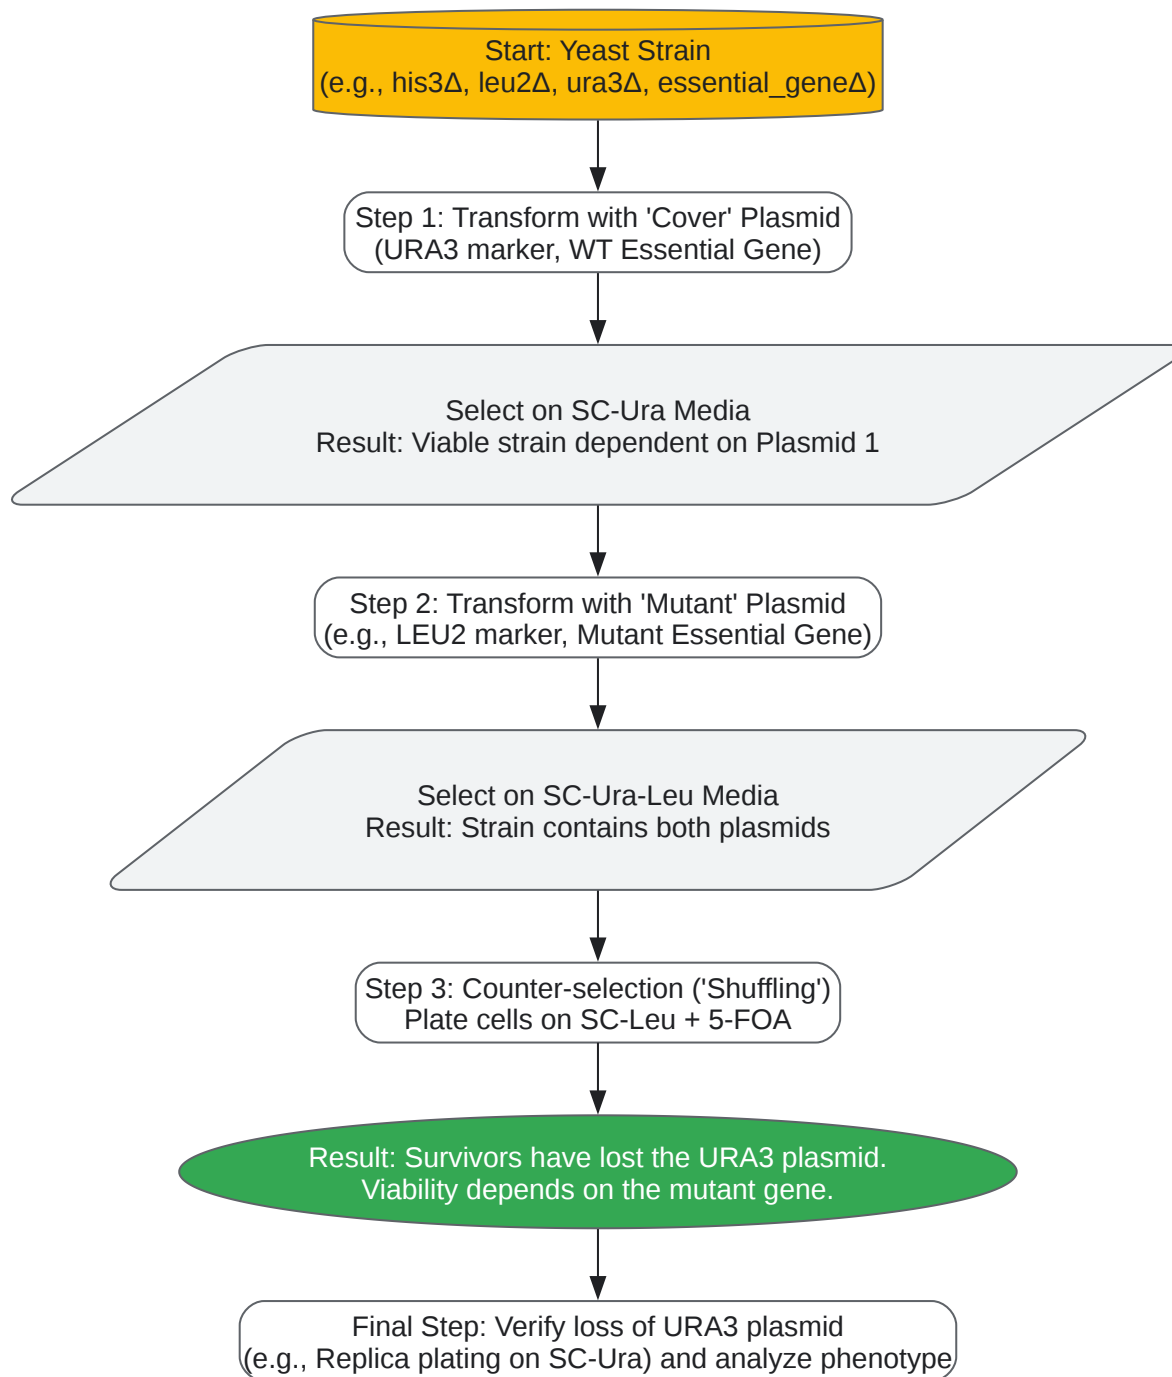 Start: Yeast Strain
(e.g., his3Δ, leu2Δ, ura3Δ, essential_geneΔ)
Step 1: Transform with 'Cover' Plasmid
(URA3 marker, WT Essential Gene)
Select on SC-Ura Media
Result: Viable strain dependent on Plasmid 1
Step 2: Transform with 'Mutant' Plasmid
(e.g., LEU2 marker, Mutant Essential Gene)
Select on SC-Ura-Leu Media
Result: Strain contains both plasmids
Step 3: Counter-selection ('Shuffling')
Plate cells on SC-Leu + 5-FOA
Result: Survivors have lost the URA3 plasmid.
Viability depends on the mutant gene.
Final Step: Verify loss of URA3 plasmid
(e.g., Replica plating on SC-Ura) and analyze phenotype